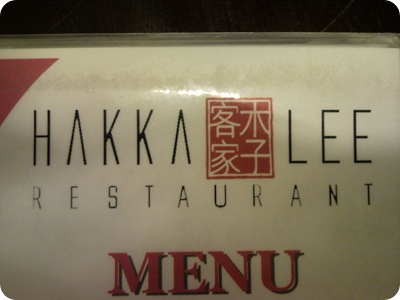 HAKKA 客家木子 LEE
RESTAURANT
MENU